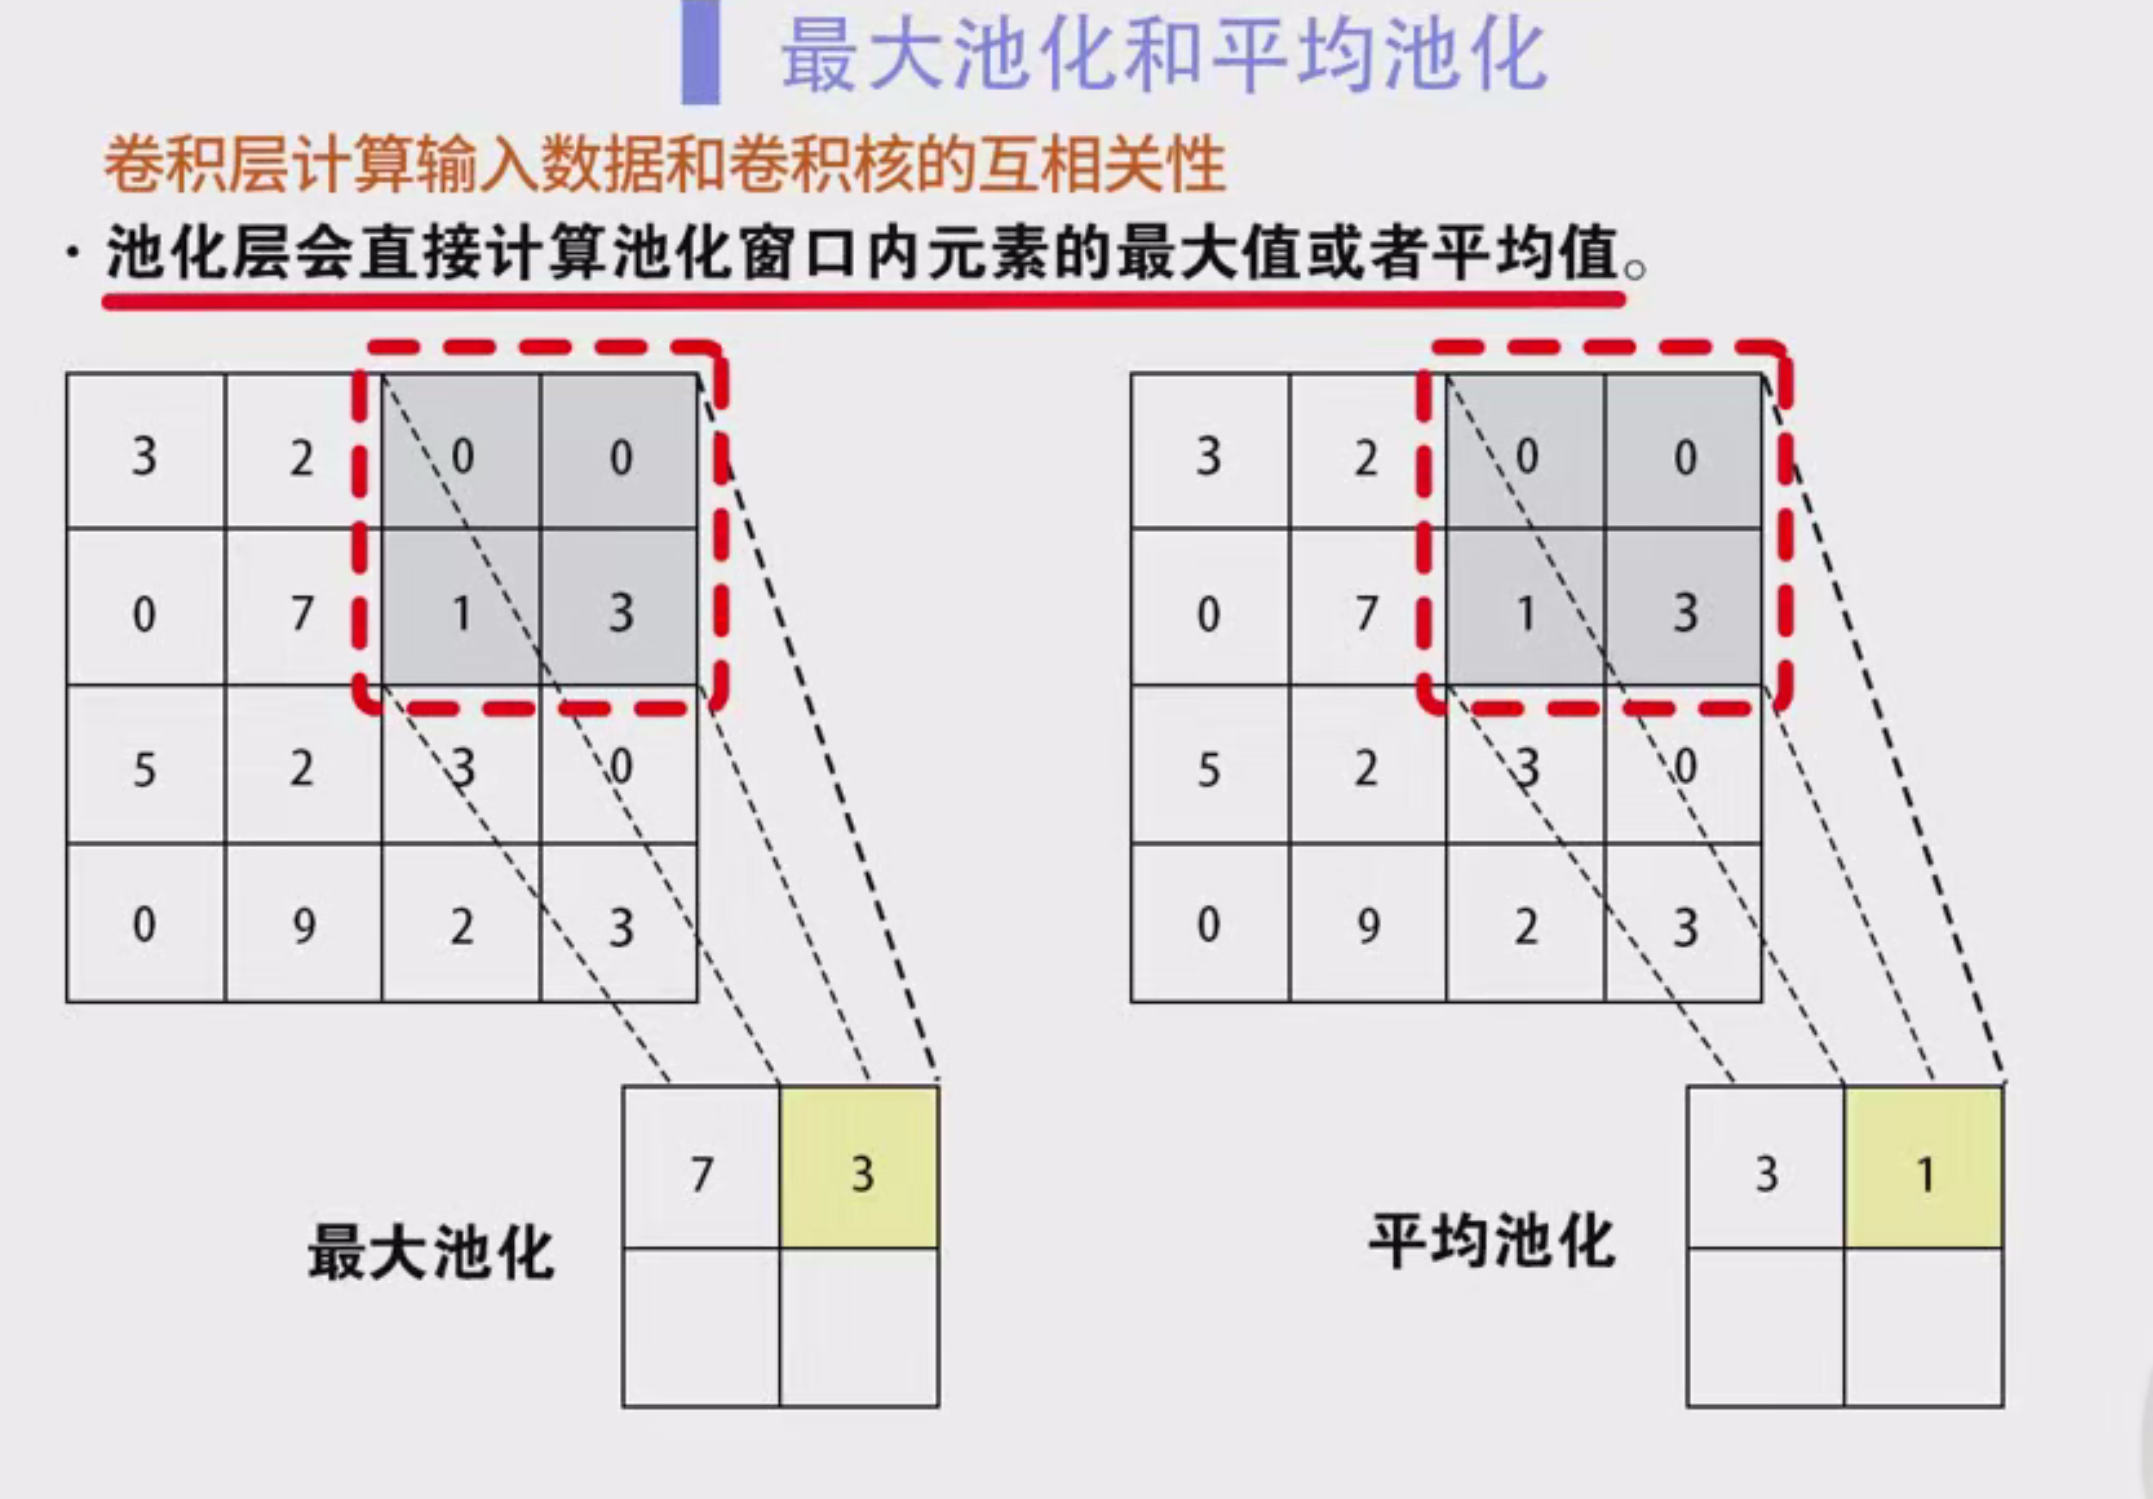 最大池化和平均池化
卷积层计算输入数据和卷积核的互相关性
· 池化层会直接计算池化窗口内元素的最大值或者平均值。
3 2 0 0
0 7 1 3
5 2 3 0
0 9 2 3
7 3
最大池化
3 2 0 0
0 7 1 3
5 2 3 0
0 9 2 3
3 1
平均池化